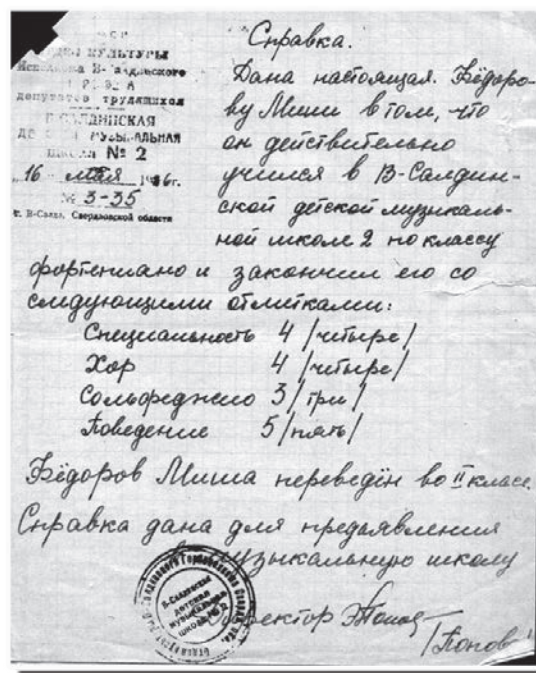 Справка.
КУЛЬТУРЫ
депутатов трудящихся
МУЗЫКАЛЬНАЯ
№ 2
16 мая
№ 3-35
г. В-Салда, Свердловской области
Дана настоящая Фёдоро-
ву Мише в том, что
он действительно
учился в В-Салдин-
ской детской музыкаль-
ной школе 2 по классу
фортепиано и закончил его со
следующими отметками:
Специальность 4 /четыре/
Хор 4 /четыре/
Сольфеджио 3 /три/
Поведение 5 /пять/
Фёдоров Миша переведён во II класс.
Справка дана для предъявления
в музыкальную школу
В-Салдинская
детская
музыкальная
школа
Директор
/Попов/